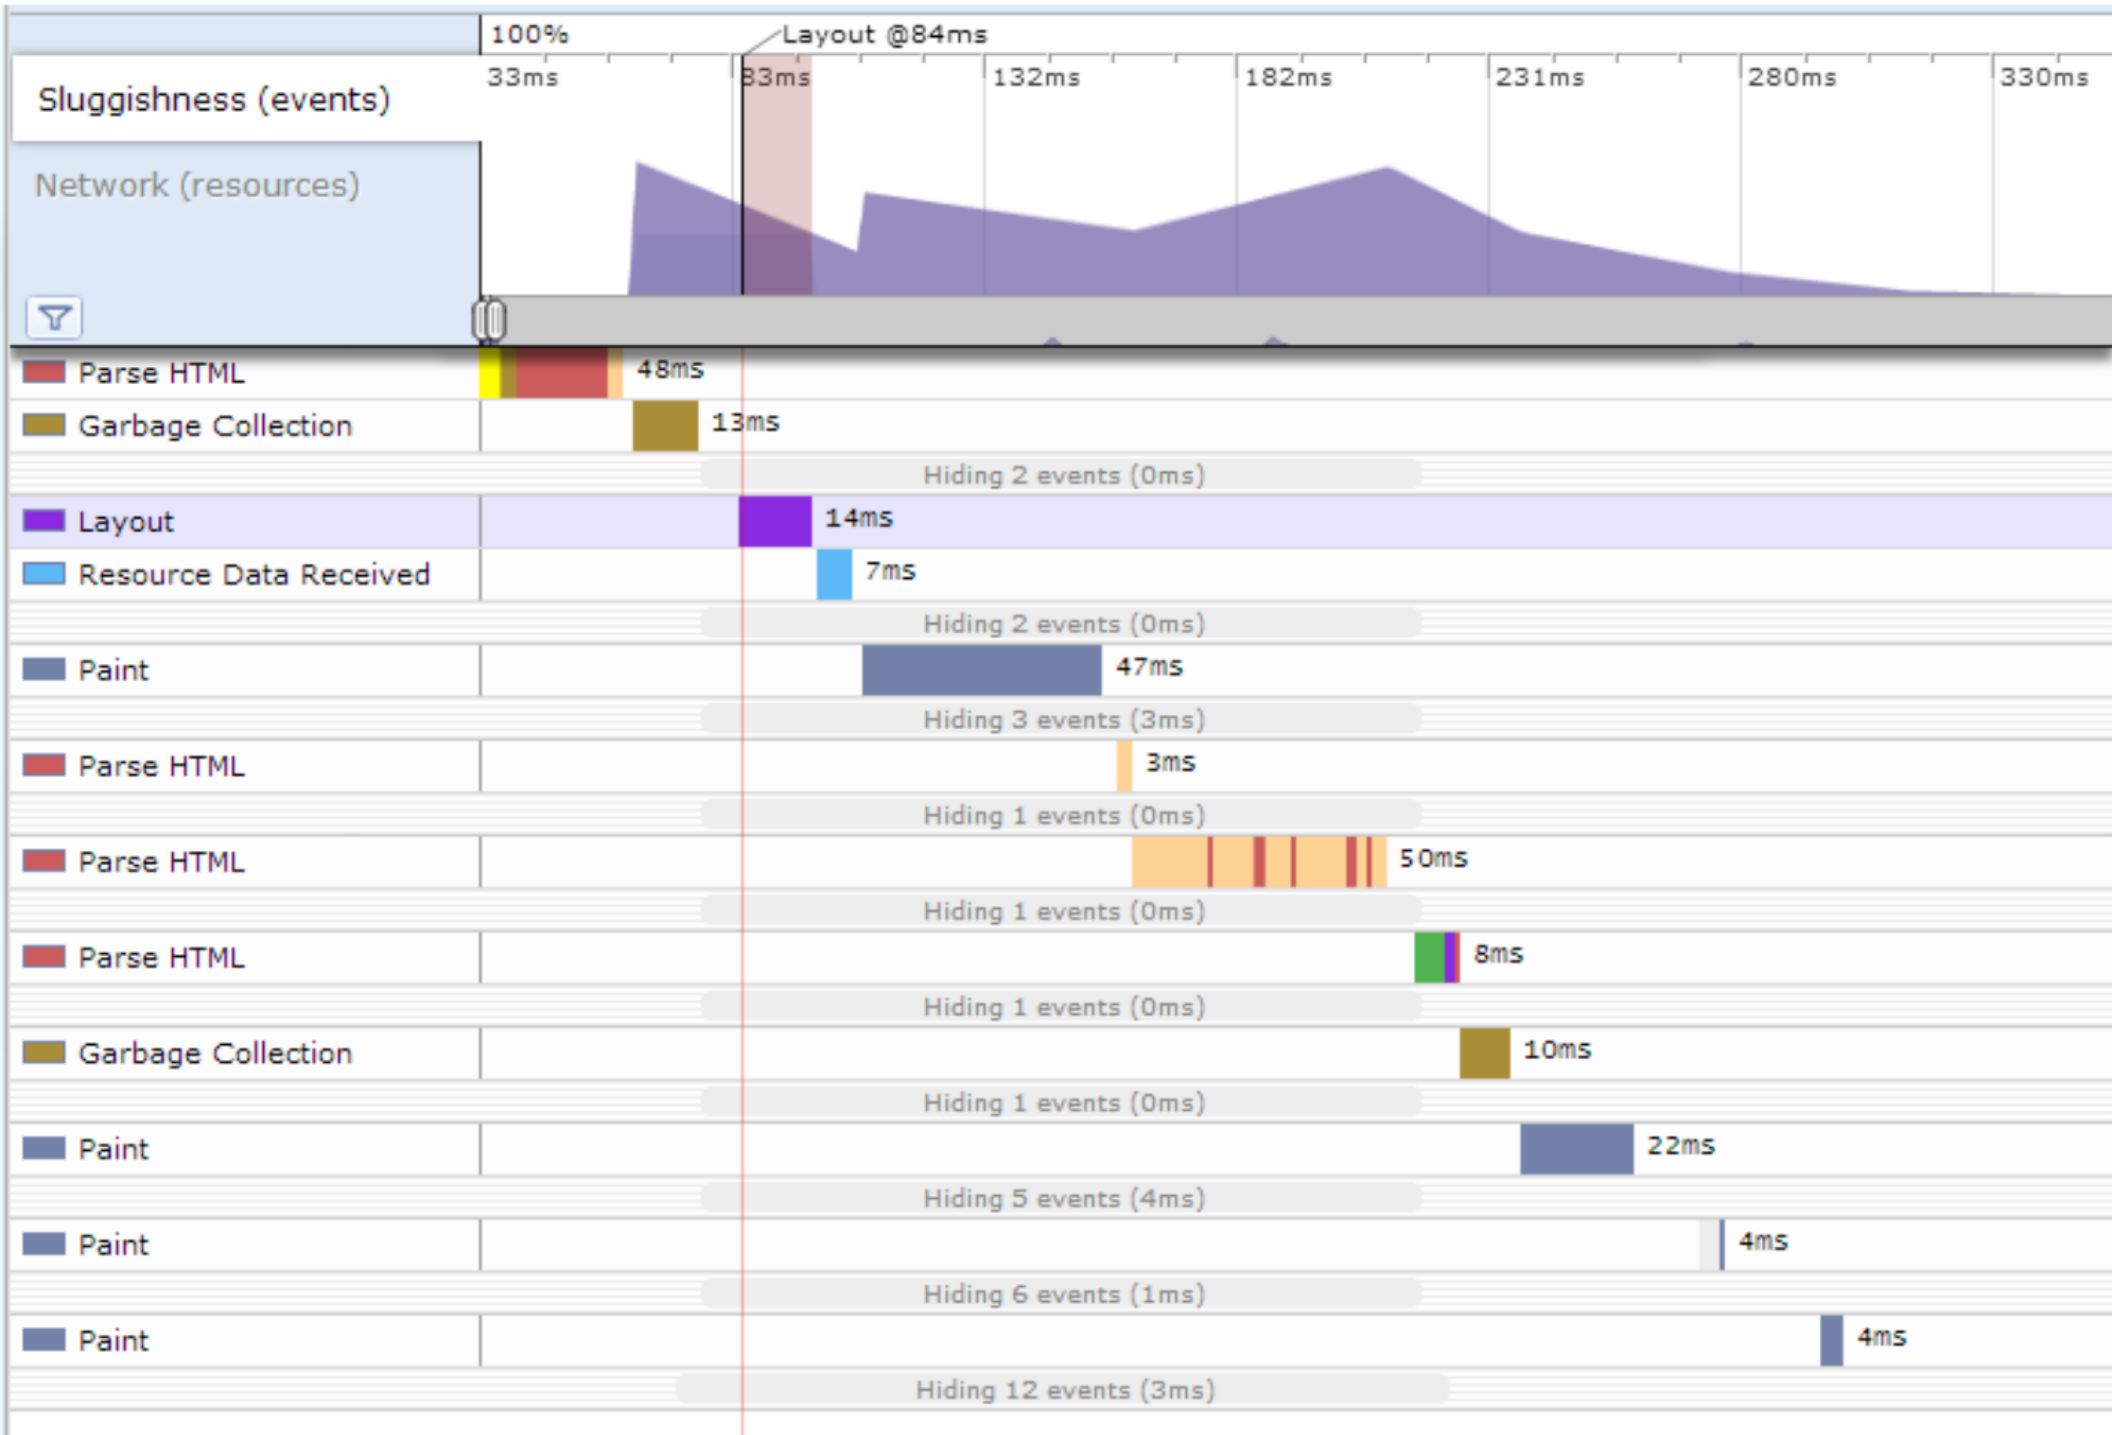 100% Layout @84ms
33ms 83ms 132ms 182ms 231ms 280ms 330ms
Sluggishness (events)
Network (resources)
Parse HTML 48ms
Garbage Collection 13ms
Hiding 2 events (0ms)
Layout 14ms
Resource Data Received 7ms
Hiding 2 events (0ms)
Paint 47ms
Hiding 3 events (3ms)
Parse HTML 3ms
Hiding 1 events (0ms)
Parse HTML 50ms
Hiding 1 events (0ms)
Parse HTML 8ms
Hiding 1 events (0ms)
Garbage Collection 10ms
Hiding 1 events (0ms)
Paint 22ms
Hiding 5 events (4ms)
Paint 4ms
Hiding 6 events (1ms)
Paint 4ms
Hiding 12 events (3ms)